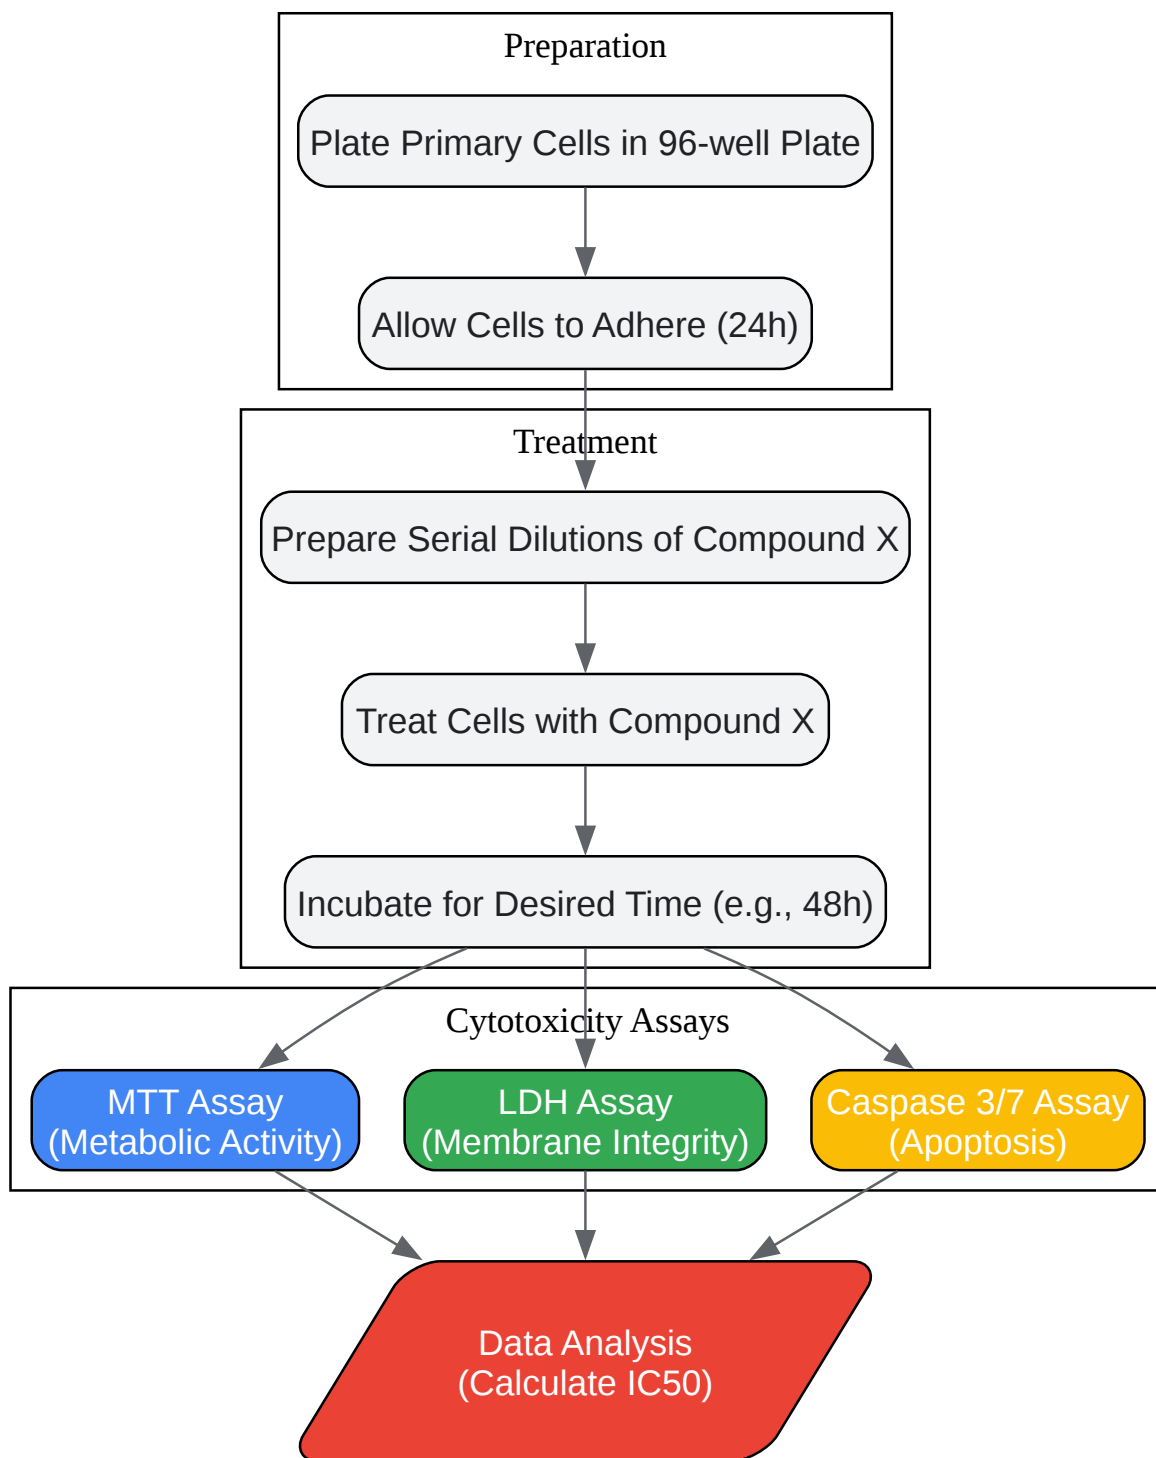 Preparation
Plate Primary Cells in 96-well Plate
Allow Cells to Adhere (24h)
Treatment
Prepare Serial Dilutions of Compound X
Treat Cells with Compound X
Incubate for Desired Time (e.g., 48h)
Cytotoxicity Assays
MTT Assay
(Metabolic Activity)
LDH Assay
(Membrane Integrity)
Caspase 3/7 Assay
(Apoptosis)
Data Analysis
(Calculate IC50)